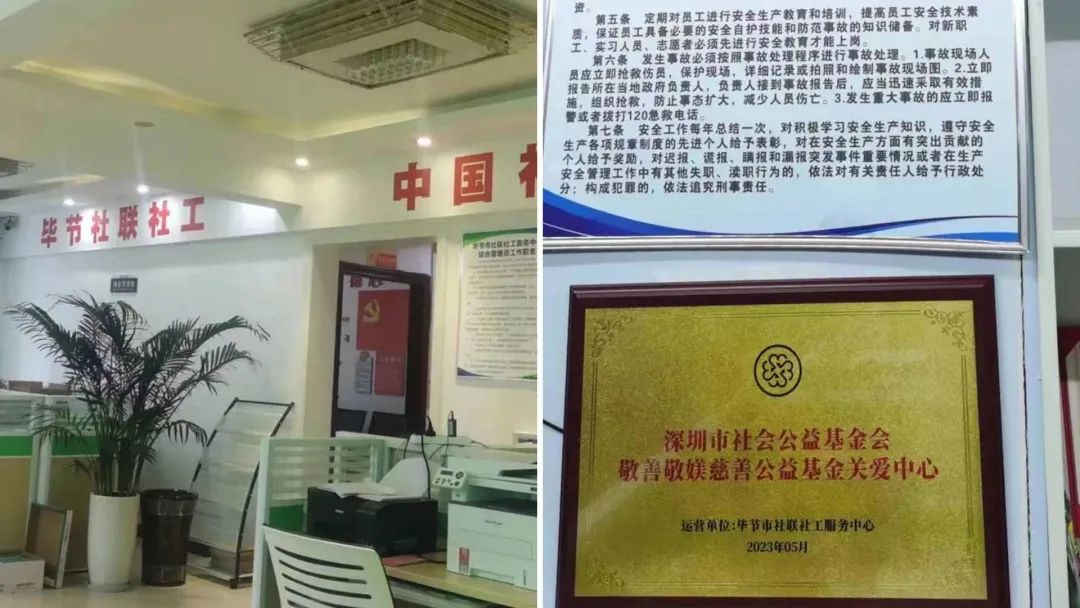 毕节社联社工
中国社
毕节市社联社工服务中
综合管理员工作职责
资。
第五条 定期对员工进行安全生产教育和培训，提高员工安全技术素
质，保证员工具备必要的安全自护技能和防范事故的知识储备。对新职
工、实习人员、志愿者必须先进行安全教育才能上岗。
第六条 发生事故必须按照事故处理程序进行事故处理。1.事故现场人
员应立即抢救伤员，保护现场，详细记录或拍照和绘制事故现场图。2.立即
报告所在当地政府负责人，负责人接到事故报告后，应当迅速采取有效措
施，组织抢救，防止事态扩大，减少人员伤亡。3.发生重大事故的应立即报
警或者拨打120急救电话。
第七条 安全工作每年总结一次，对积极学习安全生产知识，遵守安全
生产各项规章制度的先进个人给予表彰，对在安全生产方面有突出贡献的
个人给予奖励，对迟报、谎报、瞒报和漏报突发事件重要情况或者在生产
安全管理工作中有其他失职、渎职行为的，依法对有关责任人给予行政处
分；构成犯罪的，依法追究刑事责任。
深圳市社会公益基金会
敬善敬媄慈善公益基金关爱中心
运营单位:毕节市社联社工服务中心
2023年05月